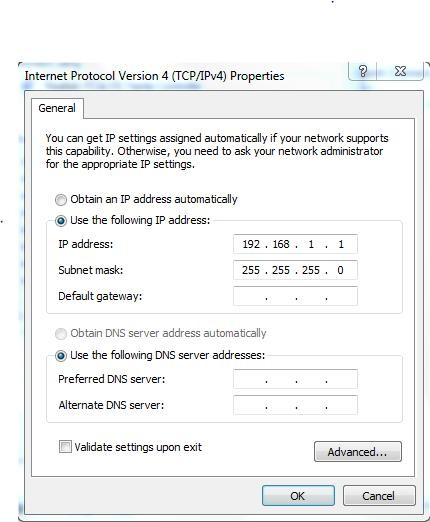 Internet Protocol Version 4 (TCP/IPv4) Properties
General
You can get IP settings assigned automatically if your network supports
this capability. Otherwise, you need to ask your network administrator
for the appropriate IP settings.
Obtain an IP address automatically
Use the following IP address:
IP address: 192 . 168 . 1 . 1
Subnet mask: 255 . 255 . 255 . 0
Default gateway: . . .
Obtain DNS server address automatically
Use the following DNS server addresses:
Preferred DNS server: . . .
Alternate DNS server: . . .
Validate settings upon exit
Advanced...
OK Cancel